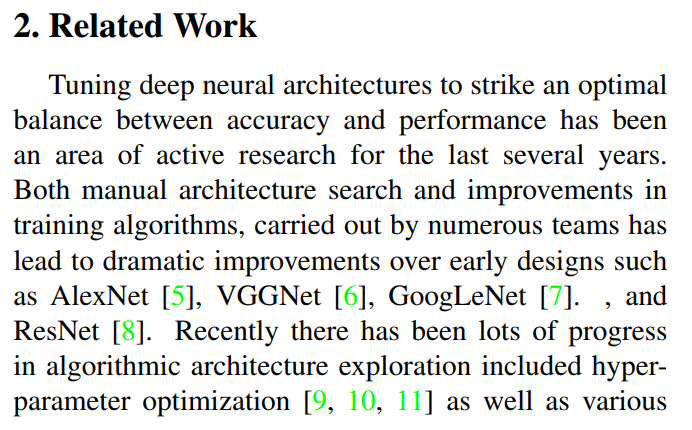 2. Related Work
Tuning deep neural architectures to strike an optimal
balance between accuracy and performance has been
an area of active research for the last several years.
Both manual architecture search and improvements in
training algorithms, carried out by numerous teams has
lead to dramatic improvements over early designs such
as AlexNet [5], VGGNet [6], GoogLeNet [7]. , and
ResNet [8]. Recently there has been lots of progress
in algorithmic architecture exploration included hyper-
parameter optimization [9, 10, 11] as well as various